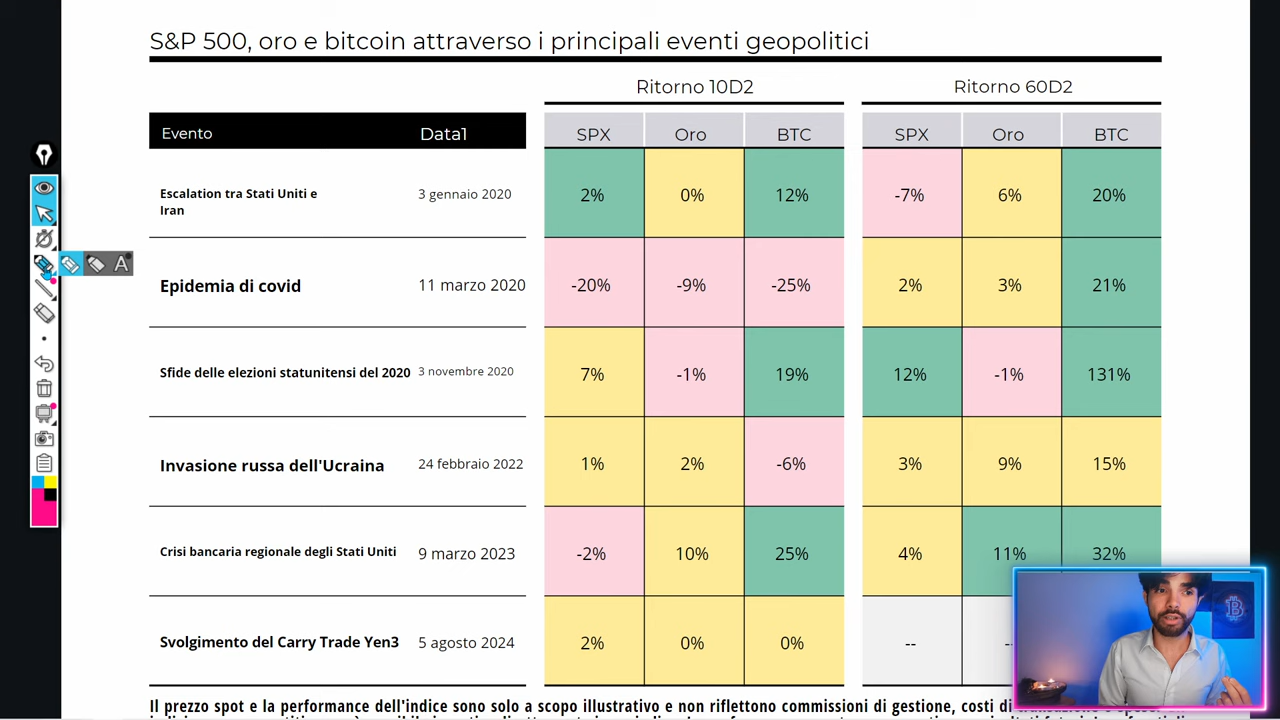 S&P 500, oro e bitcoin attraverso i principali eventi geopolitici
Ritorno 10D2 Ritorno 60D2
Evento Data1 SPX Oro BTC SPX Oro BTC
Escalation tra Stati Uniti e
Iran 3 gennaio 2020 2% 0% 12% -7% 6% 20%
Epidemia di covid 11 marzo 2020 -20% -9% -25% 2% 3% 21%
Sfide delle elezioni statunitensi del 2020 3 novembre 2020 7% -1% 19% 12% -1% 131%
Invasione russa dell'Ucraina 24 febbraio 2022 1% 2% -6% 3% 9% 15%
Crisi bancaria regionale degli Stati Uniti 9 marzo 2023 -2% 10% 25% 4% 11% 32%
Svolgimento del Carry Trade Yen3 5 agosto 2024 2% 0% 0% --
Il prezzo spot e la performance dell'indice sono solo a scopo illustrativo e non riflettono commissioni di gestione, costi di